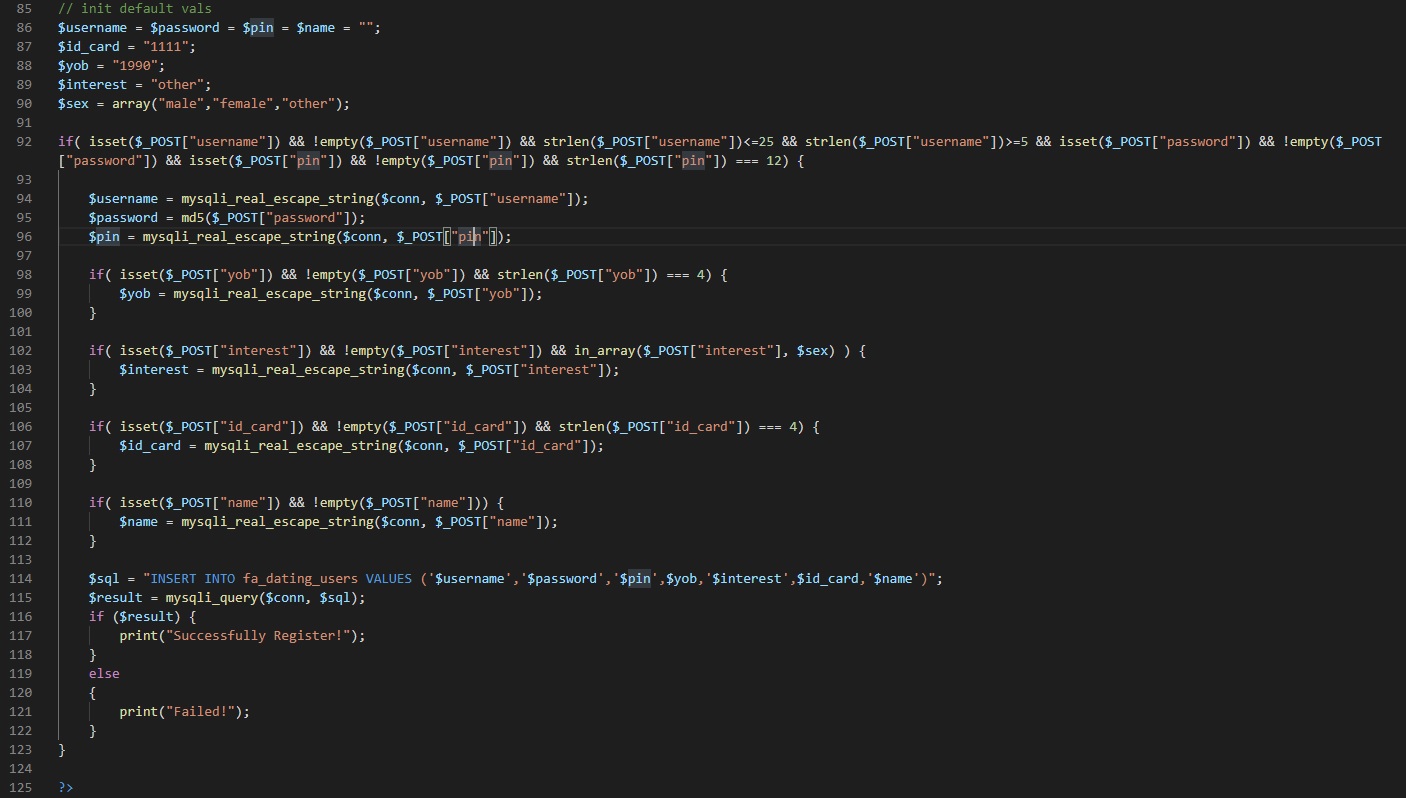 85 // init default vals
86 $username = $password = $pin = $name = "";
87 $id_card = "1111";
88 $yob = "1990";
89 $interest = "other";
90 $sex = array("male","female","other");
91
92 if( isset($_POST["username"]) && !empty($_POST["username"]) && strlen($_POST["username"])<=25 && strlen($_POST["username"])>=5 && isset($_POST["password"]) && !empty($_POST
["password"]) && isset($_POST["pin"]) && !empty($_POST["pin"]) && strlen($_POST["pin"]) === 12) {
93
94 $username = mysqli_real_escape_string($conn, $_POST["username"]);
95 $password = md5($_POST["password"]);
96 $pin = mysqli_real_escape_string($conn, $_POST["pin"]);
97
98 if( isset($_POST["yob"]) && !empty($_POST["yob"]) && strlen($_POST["yob"]) === 4) {
99 $yob = mysqli_real_escape_string($conn, $_POST["yob"]);
100 }
101
102 if( isset($_POST["interest"]) && !empty($_POST["interest"]) && in_array($_POST["interest"], $sex) ) {
103 $interest = mysqli_real_escape_string($conn, $_POST["interest"]);
104 }
105
106 if( isset($_POST["id_card"]) && !empty($_POST["id_card"]) && strlen($_POST["id_card"]) === 4) {
107 $id_card = mysqli_real_escape_string($conn, $_POST["id_card"]);
108 }
109
110 if( isset($_POST["name"]) && !empty($_POST["name"])) {
111 $name = mysqli_real_escape_string($conn, $_POST["name"]);
112 }
113
114 $sql = "INSERT INTO fa_dating_users VALUES ('$username','$password','$pin',$yob,'$interest',$id_card,'$name')";
115 $result = mysqli_query($conn, $sql);
116 if ($result) {
117 print("Successfully Register!");
118 }
119 else
120 {
121 print("Failed!");
122 }
123 }
124
125 ?>